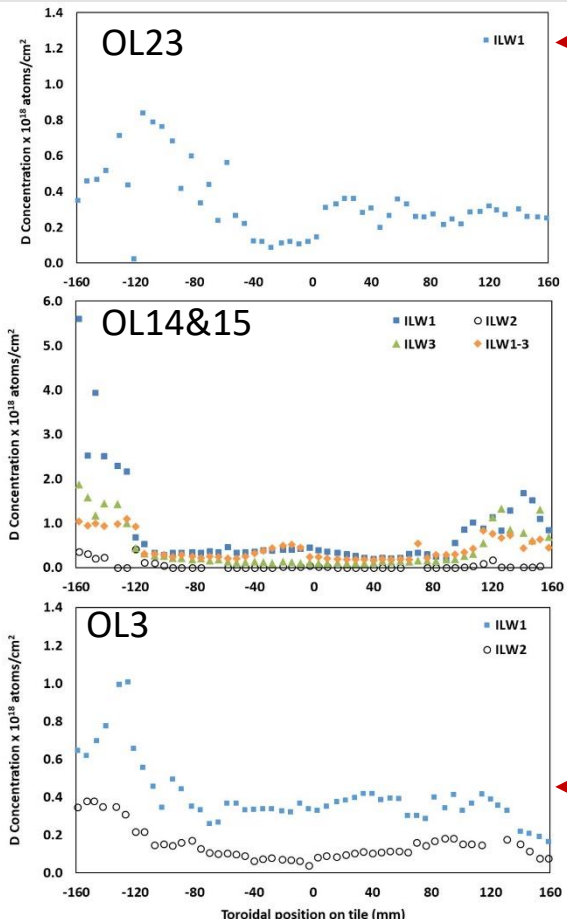 1.4
1.2
1.0
0.8
0.6
0.4
0.2
0.0
D Concentration x 10¹⁸ atoms/cm²
OL23
ILW1
-160 -120 -80 -40 0 40 80 120 160
6.0
5.0
4.0
3.0
2.0
1.0
0.0
D Concentration x 10¹⁸ atoms/cm²
OL14&15
ILW1 ILW2
ILW3 ILW1-3
-160 -120 -80 -40 0 40 80 120 160
1.4
1.2
1.0
0.8
0.6
0.4
0.2
0.0
D Concentration x 10¹⁸ atoms/cm²
OL3
ILW1
ILW2
-160 -120 -80 -40 0 40 80 120 160
Toroidal position on tile (mm)